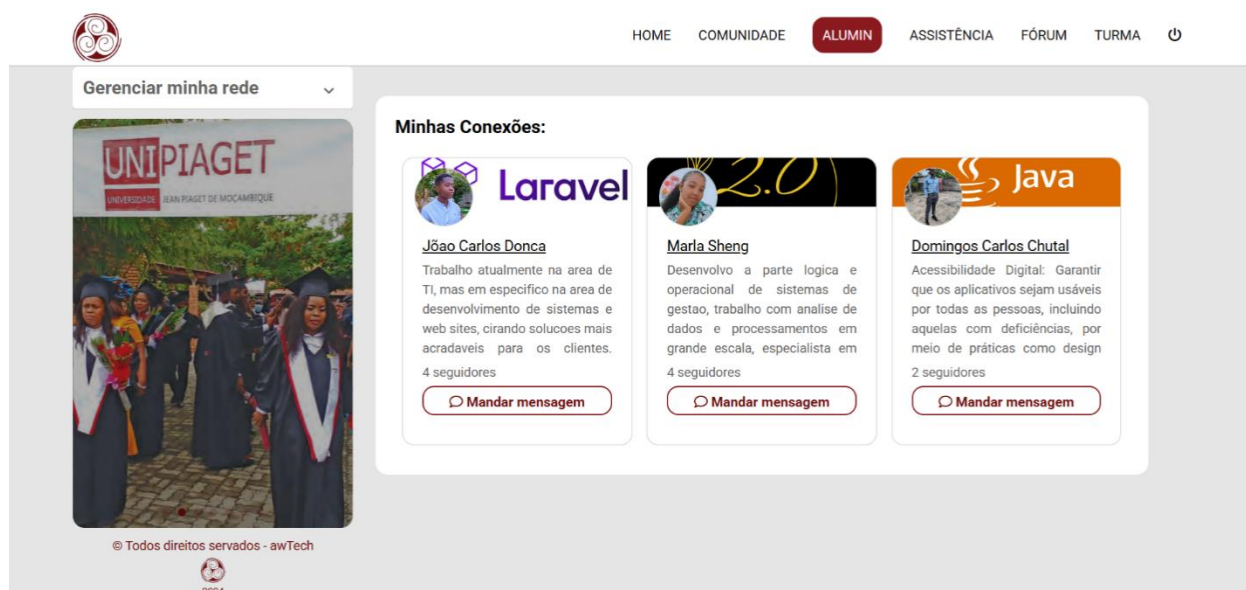 HOME COMUNIDADE ALUMIN ASSISTÊNCIA FÓRUM TURMA
Gerenciar minha rede
UNIPIAGET
UNIVERSIDADE JEAN PIAGET DE MOÇAMBIQUE
© Todos direitos servados - awTech
Minhas Conexões:
Laravel
Jõao Carlos Donca
Trabalho atualmente na area de
TI, mas em especifico na area de
desenvolvimento de sistemas e
web sites, cirando solucoes mais
acradaveis para os clientes.
4 seguidores
Mandar mensagem
2.0
Marla Sheng
Desenvolvo a parte logica e
operacional de sistemas de
gestao, trabalho com analise de
dados e processamentos em
grande escala, especialista em
4 seguidores
Mandar mensagem
Java
Domingos Carlos Chutal
Acessibilidade Digital: Garantir
que os aplicativos sejam usáveis
por todas as pessoas, incluindo
aquelas com deficiências, por
meio de práticas como design
2 seguidores
Mandar mensagem